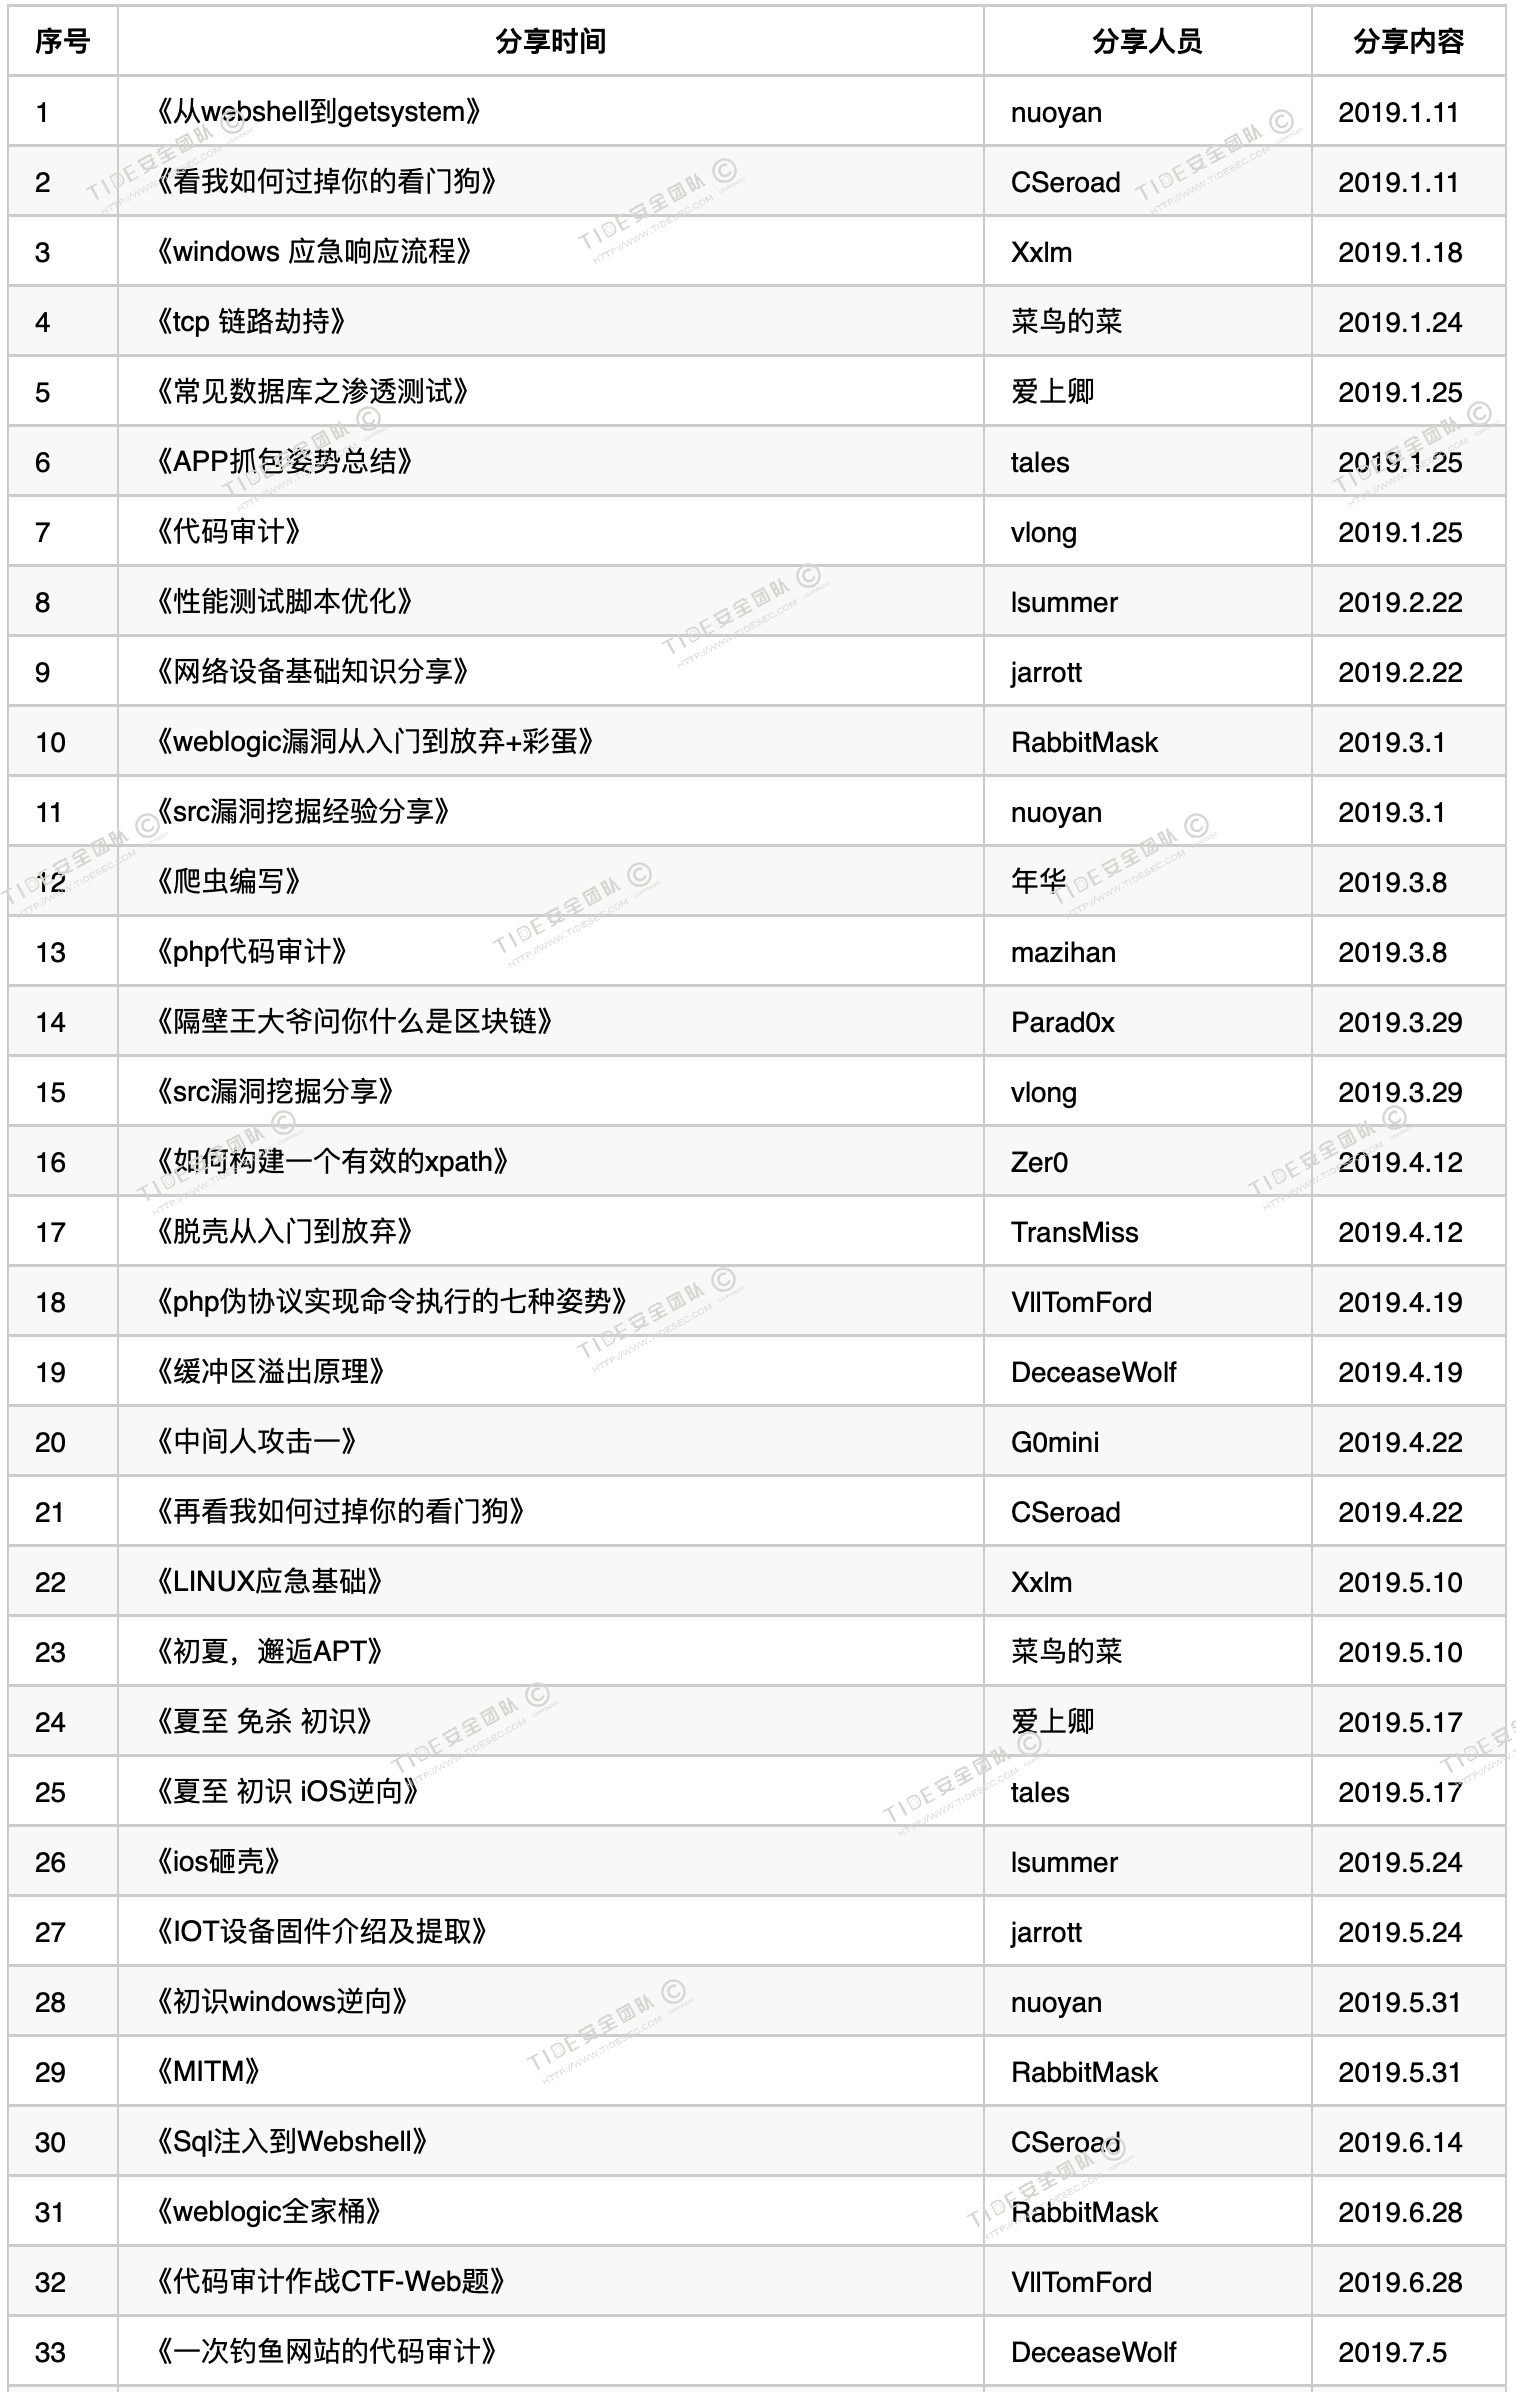 序号 分享时间 分享人员 分享内容
1 《从webshell到getsystem》 nuoyan 2019.1.11
2 《看我如何过掉你的看门狗》 CSeroad 2019.1.11
3 《windows 应急响应流程》 Xxlm 2019.1.18
4 《tcp 链路劫持》 菜鸟的菜 2019.1.24
5 《常见数据库之渗透测试》 爱上卿 2019.1.25
6 《APP抓包姿势总结》 tales 2019.1.25
7 《代码审计》 vlong 2019.1.25
8 《性能测试脚本优化》 lsummer 2019.2.22
9 《网络设备基础知识分享》 jarrott 2019.2.22
10 《weblogic漏洞从入门到放弃+彩蛋》 RabbitMask 2019.3.1
11 《src漏洞挖掘经验分享》 nuoyan 2019.3.1
12 《爬虫编写》 年华 2019.3.8
13 《php代码审计》 mazihan 2019.3.8
14 《隔壁王大爷问你什么是区块链》 Parad0x 2019.3.29
15 《src漏洞挖掘分享》 vlong 2019.3.29
16 《如何构建一个有效的xpath》 Zer0 2019.4.12
17 《脱壳从入门到放弃》 TransMiss 2019.4.12
18 《php伪协议实现命令执行的七种姿势》 VllTomFord 2019.4.19
19 《缓冲区溢出原理》 DeceaseWolf 2019.4.19
20 《中间人攻击一》 G0mini 2019.4.22
21 《再看我如何过掉你的看门狗》 CSeroad 2019.4.22
22 《LINUX应急基础》 Xxlm 2019.5.10
23 《初夏，邂逅APT》 菜鸟的菜 2019.5.10
24 《夏至 免杀 初识》 爱上卿 2019.5.17
25 《夏至 初识 iOS逆向》 tales 2019.5.17
26 《ios砸壳》 lsummer 2019.5.24
27 《IOT设备固件介绍及提取》 jarrott 2019.5.24
28 《初识windows逆向》 nuoyan 2019.5.31
29 《MITM》 RabbitMask 2019.5.31
30 《Sql注入到Webshell》 CSeroad 2019.6.14
31 《weblogic全家桶》 RabbitMask 2019.6.28
32 《代码审计作战CTF-Web题》 VllTomFord 2019.6.28
33 《一次钓鱼网站的代码审计》 DeceaseWolf 2019.7.5
TIDE安全团队 ©
HTTP://WWW.TIDESEC.COM